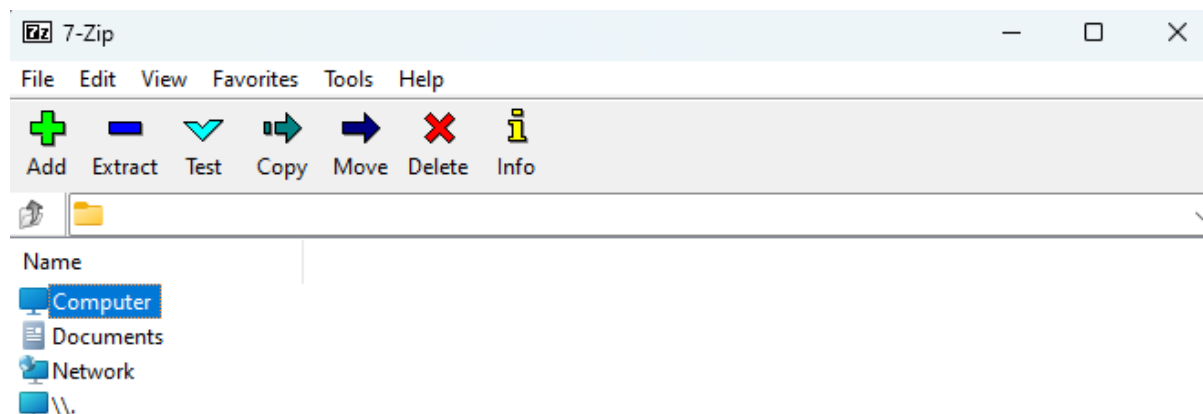 7z 7-Zip
File Edit View Favorites Tools Help
Add Extract Test Copy Move Delete Info
Name
Computer
Documents
Network
\\.